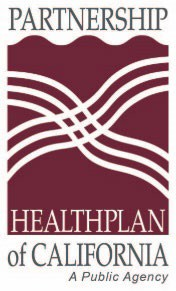 PARTNERSHIP
HEALTHPLAN
of CALIFORNIA
A Public Agency